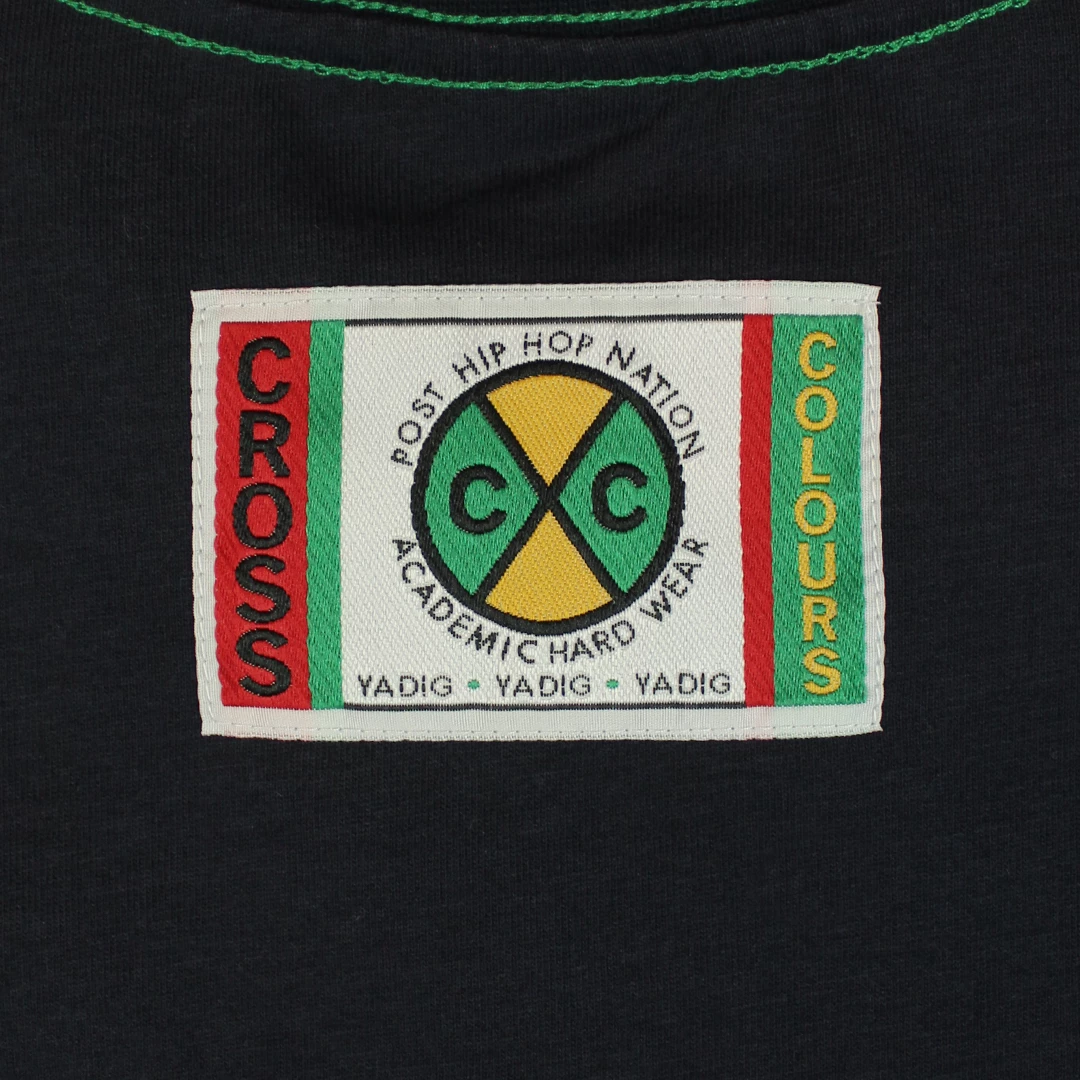 CROSS
POST HIP HOP NATION
C C
ACADEMIC HARD WEAR
YADIG • YADIG • YADIG
COLOURS